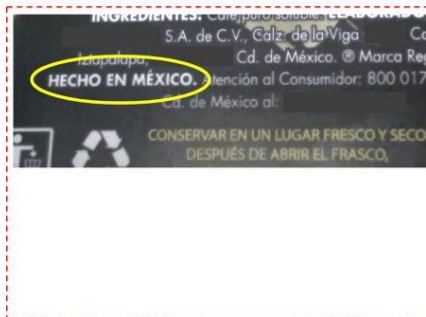 INGREDIENTES: Café puro soluble. ELABORADO
S.A. de C.V., Calz. de la Viga
Iztapalapa, Cd. de México. ® Marca Reg
HECHO EN MÉXICO. Atención al Consumidor: 800 017
Cd. de México al:
CONSERVAR EN UN LUGAR FRESCO Y SECO
DESPUÉS DE ABRIR EL FRASCO,